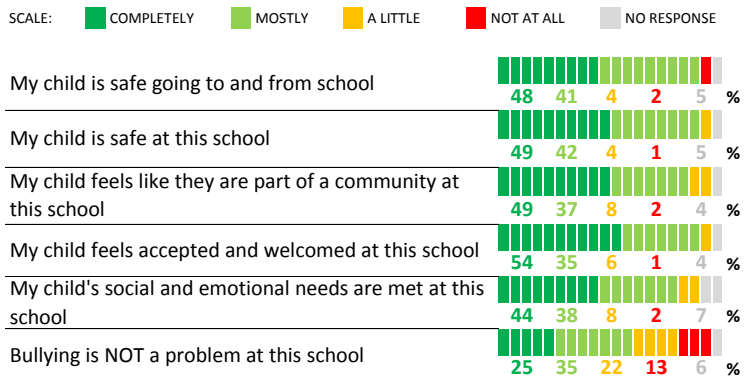 SCALE: COMPLETELY MOSTLY A LITTLE NOT AT ALL NO RESPONSE
My child is safe going to and from school
48 41 4 2 5 %
My child is safe at this school
49 42 4 1 5 %
My child feels like they are part of a community at
this school
49 37 8 2 4 %
My child feels accepted and welcomed at this school
54 35 6 1 4 %
My child's social and emotional needs are met at this
school
44 38 8 2 7 %
Bullying is NOT a problem at this school
25 35 22 13 6 %